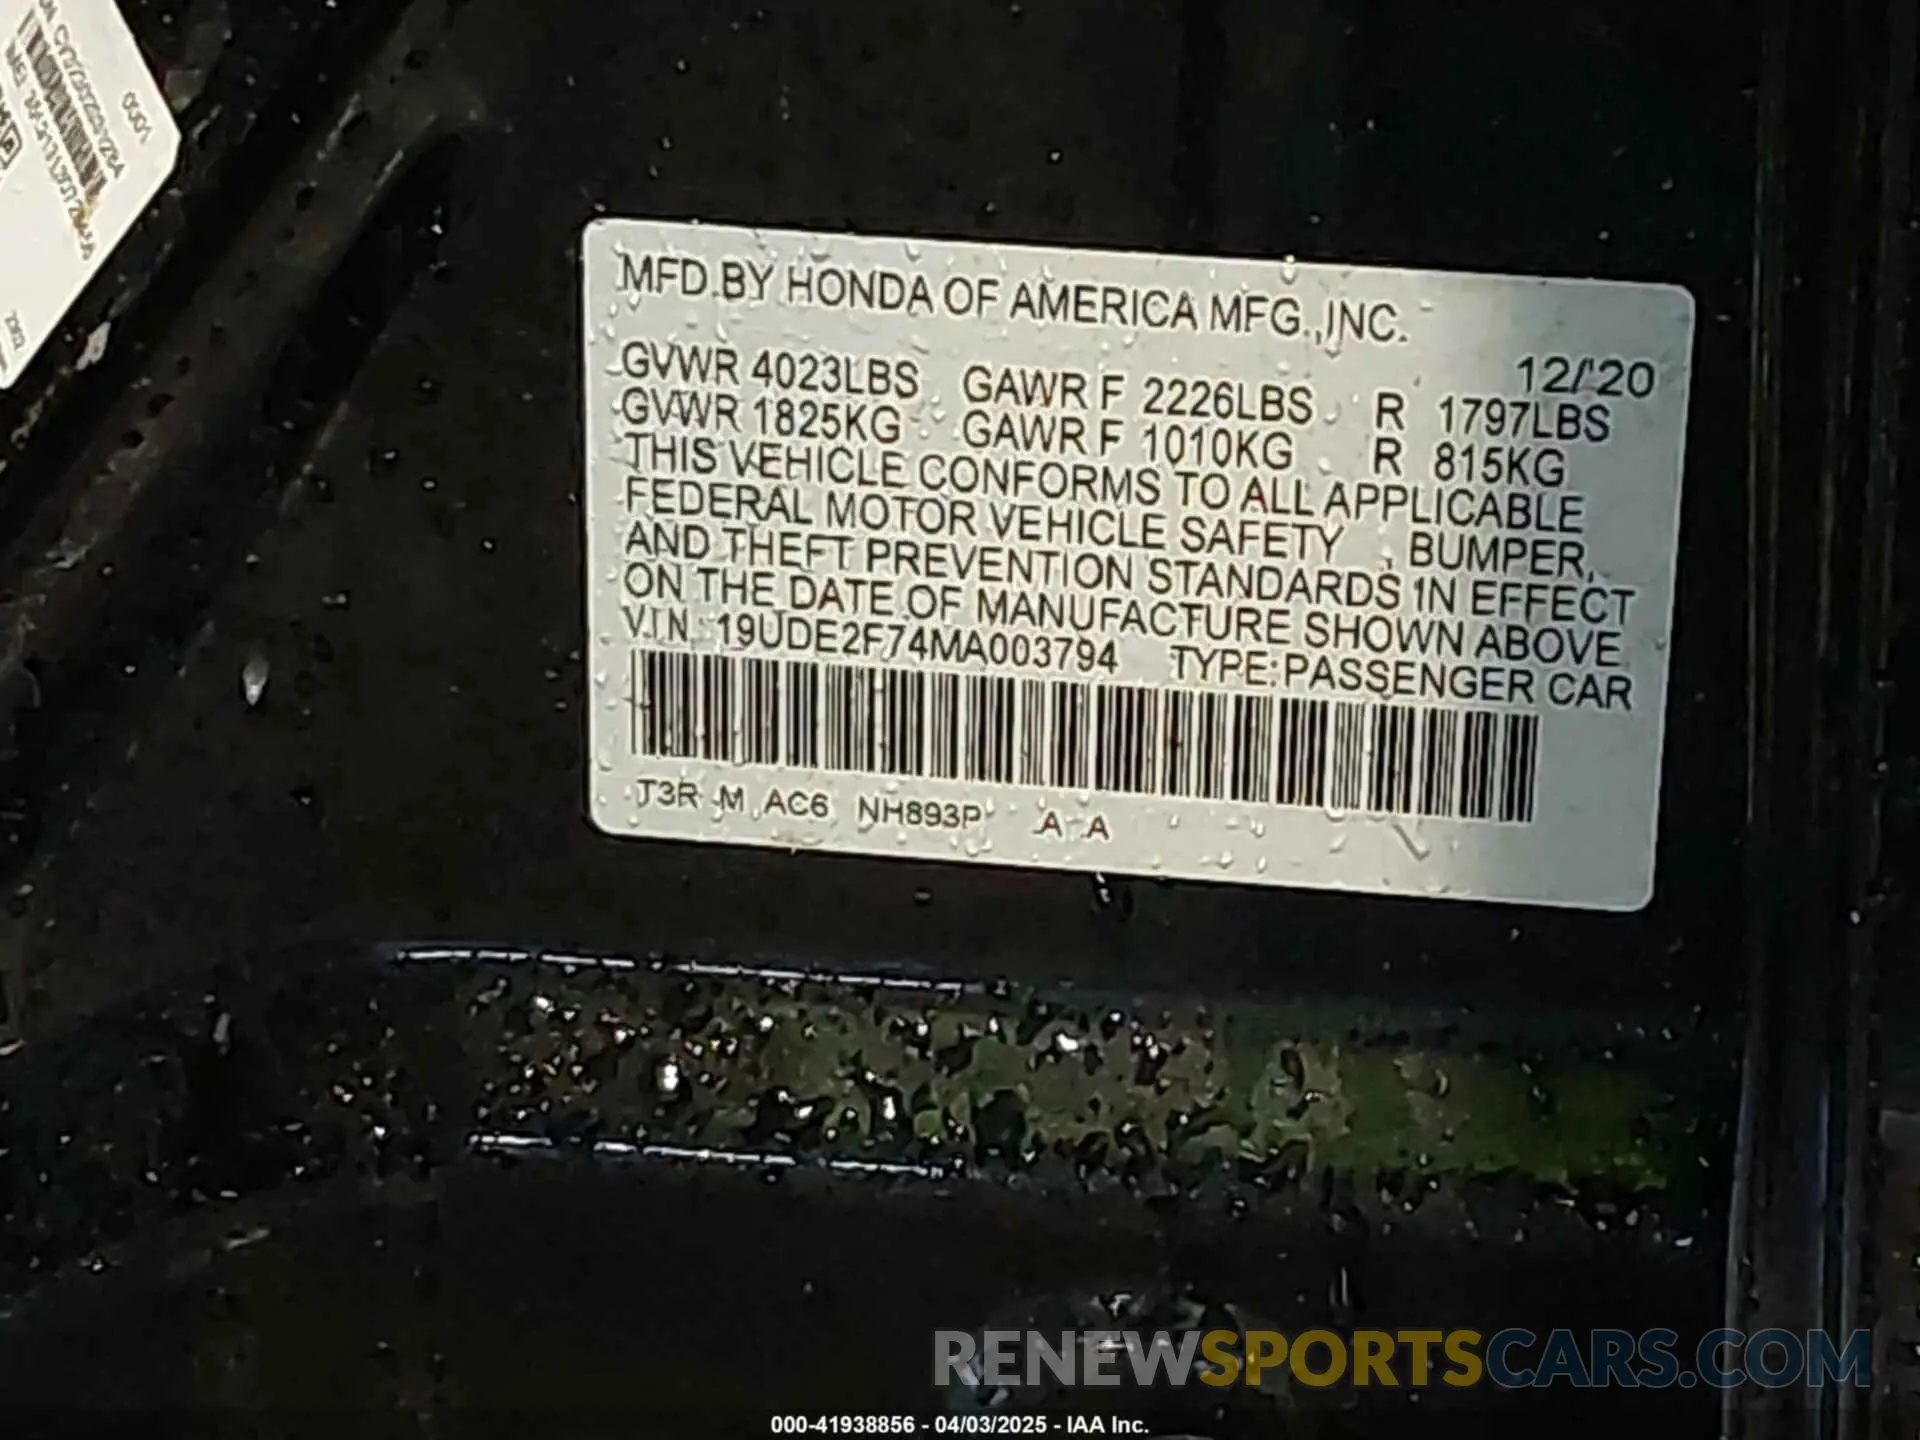 0001
MFD.BY HONDA OF AMERICA MFG.,INC.
12/'20
GVWR 4023LBS GAWR F 2226LBS R 1797LBS
GVWR 1825KG GAWR F 1010KG R 815KG
THIS VEHICLE CONFORMS TO ALL APPLICABLE
FEDERAL MOTOR VEHICLE SAFETY , BUMPER,
AND THEFT PREVENTION STANDARDS IN EFFECT
ON THE DATE OF MANUFACTURE SHOWN ABOVE.
V.I.N. 19UDE2F74MA003794 TYPE:PASSENGER CAR
T3R M AC6 NH893P A A
RENEWSPORTSCARS.COM
000-41938856 - 04/03/2025 - IAA Inc.